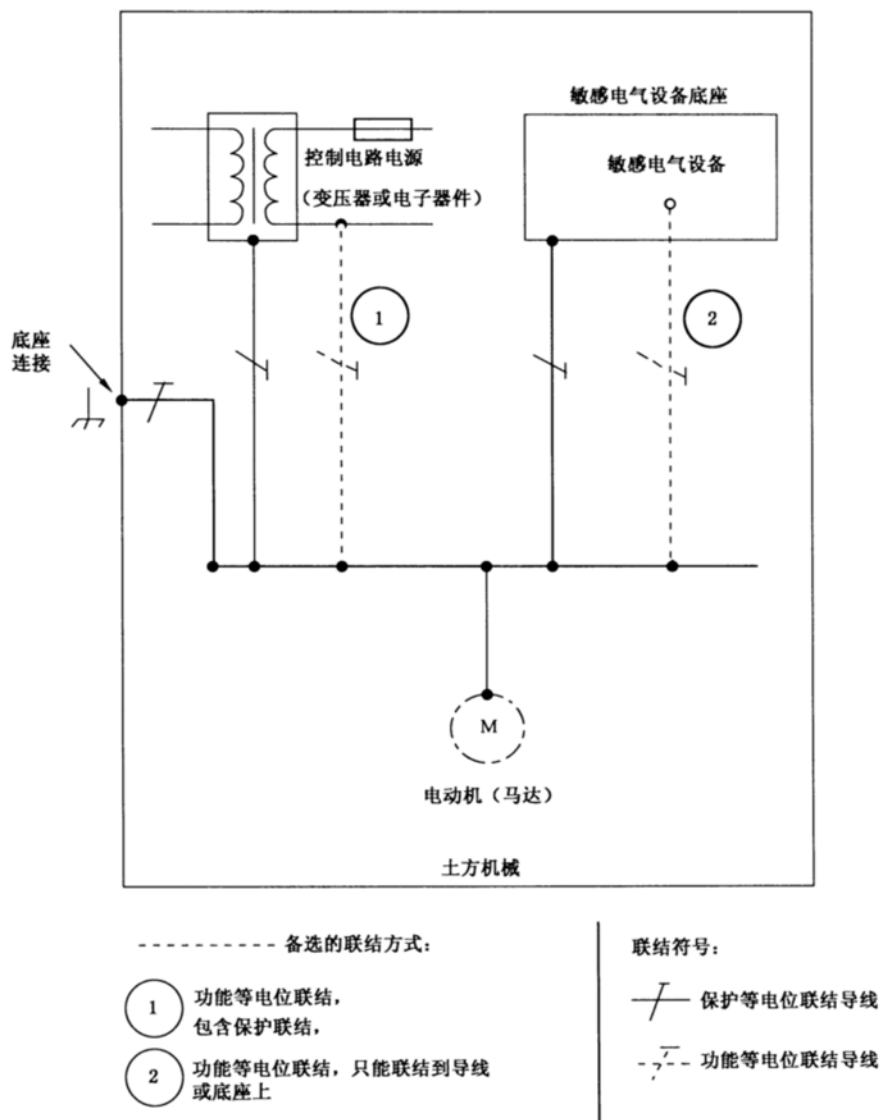 敏感电气设备底座
敏感电气设备
控制电路电源
（变压器或电子器件）
1
2
底座
连接
M
电动机（马达）
土方机械
备选的联结方式：
1
功能等电位联结，
包含保护联结，
2
功能等电位联结，只能联结到导线
或底座上
联结符号：
保护等电位联结导线
功能等电位联结导线